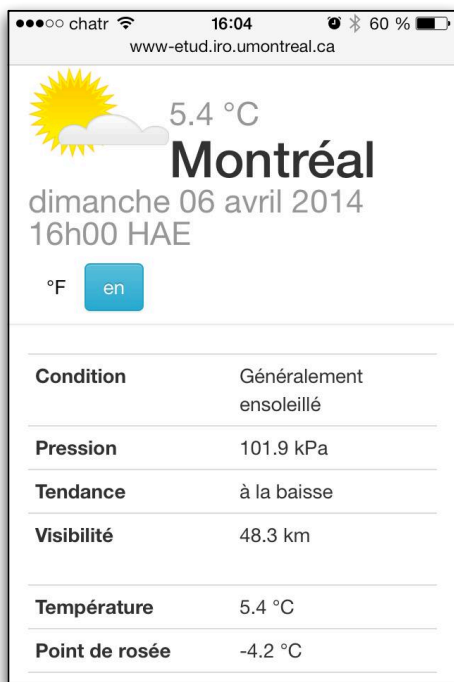 chatr 16:04 60 %
www-etud.iro.umontreal.ca
5.4 °C
Montréal
dimanche 06 avril 2014
16h00 HAE
°F en
Condition Généralement
ensoleillé
Pression 101.9 kPa
Tendance à la baisse
Visibilité 48.3 km
Température 5.4 °C
Point de rosée -4.2 °C